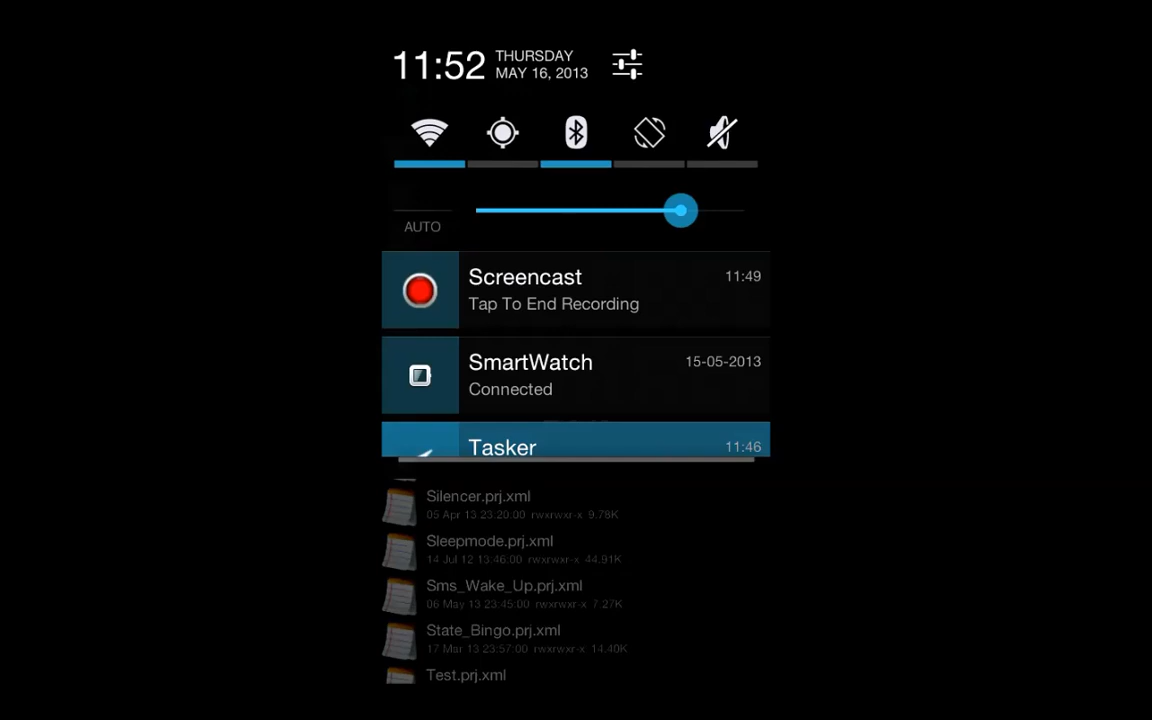 11:52
THURSDAY
MAY 16, 2013
AUTO
Screencast
11:49
Tap To End Recording
SmartWatch
15-05-2013
Connected
Tasker
11:46
Silencer.prj.xml
05 Apr 13 23:20:00 rwxrwxr-x 9.78K
Sleepmode.prj.xml
14 Jul 12 13:46:00 rwxrwxr-x 44.91K
Sms_Wake_Up.prj.xml
06 May 13 23:45:00 rwxrwxr-x 7.27K
State_Bingo.prj.xml
17 Mar 13 23:57:00 rwxrwxr-x 14.40K
Test.prj.xml